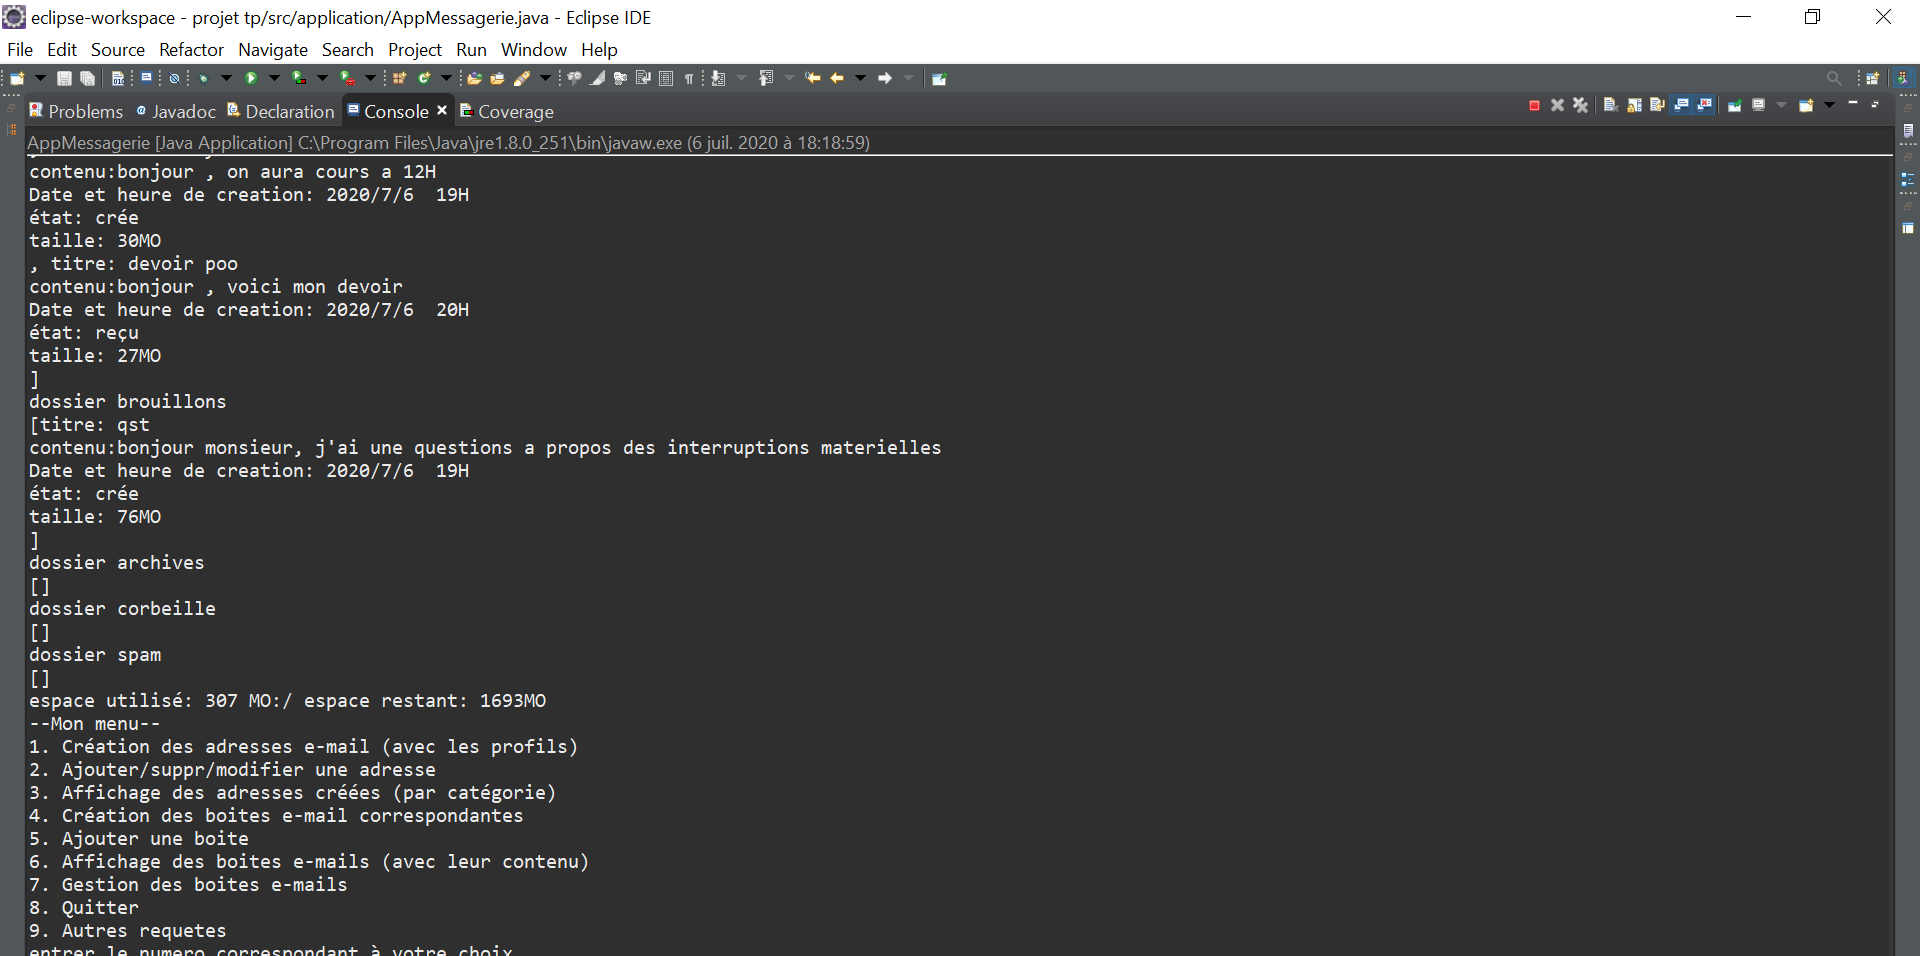 eclipse-workspace - projet tp/src/application/AppMessagerie.java - Eclipse IDE
File Edit Source Refactor Navigate Search Project Run Window Help
Problems @ Javadoc Declaration Console Coverage
AppMessagerie [Java Application] C:\Program Files\Java\jre1.8.0_251\bin\javaw.exe (6 juil. 2020 à 18:18:59)
contenu:bonjour , on aura cours a 12H
Date et heure de creation: 2020/7/6  19H
état: crée
taille: 30MO
, titre: devoir poo
contenu:bonjour , voici mon devoir
Date et heure de creation: 2020/7/6  20H
état: reçu
taille: 27MO
]
dossier brouillons
[titre: qst
contenu:bonjour monsieur, j'ai une questions a propos des interruptions materielles
Date et heure de creation: 2020/7/6  19H
état: crée
taille: 76MO
]
dossier archives
[]
dossier corbeille
[]
dossier spam
[]
espace utilisé: 307 MO:/ espace restant: 1693MO
--Mon menu--
1. Création des adresses e-mail (avec les profils)
2. Ajouter/suppr/modifier une adresse
3. Affichage des adresses créées (par catégorie)
4. Création des boites e-mail correspondantes
5. Ajouter une boite
6. Affichage des boites e-mails (avec leur contenu)
7. Gestion des boites e-mails
8. Quitter
9. Autres requetes
entrer le numero correspondant à votre choix